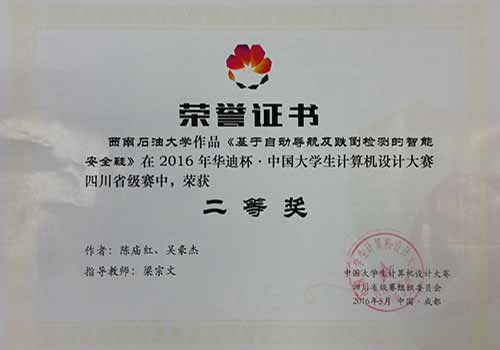 荣誉证书
西南石油大学作品《基于自动导航及跌倒检测的智能
安全鞋》在 2016 年华迪杯·中国大学生计算机设计大赛
四川省级赛中，荣获
二等奖
作者：陈庙红、吴豪杰
指导教师：梁宗文
中国大学生计算机设计大赛
四川省级赛组织委员会
2016年5月 中国·成都